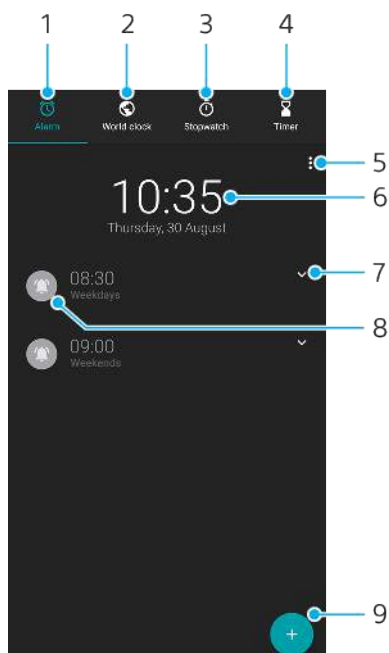 1 2 3 4
Alarm World clock Stopwatch Timer
5
10:35 6
Thursday, 30 August
08:30 7
Weekdays
8
09:00
Weekends
9